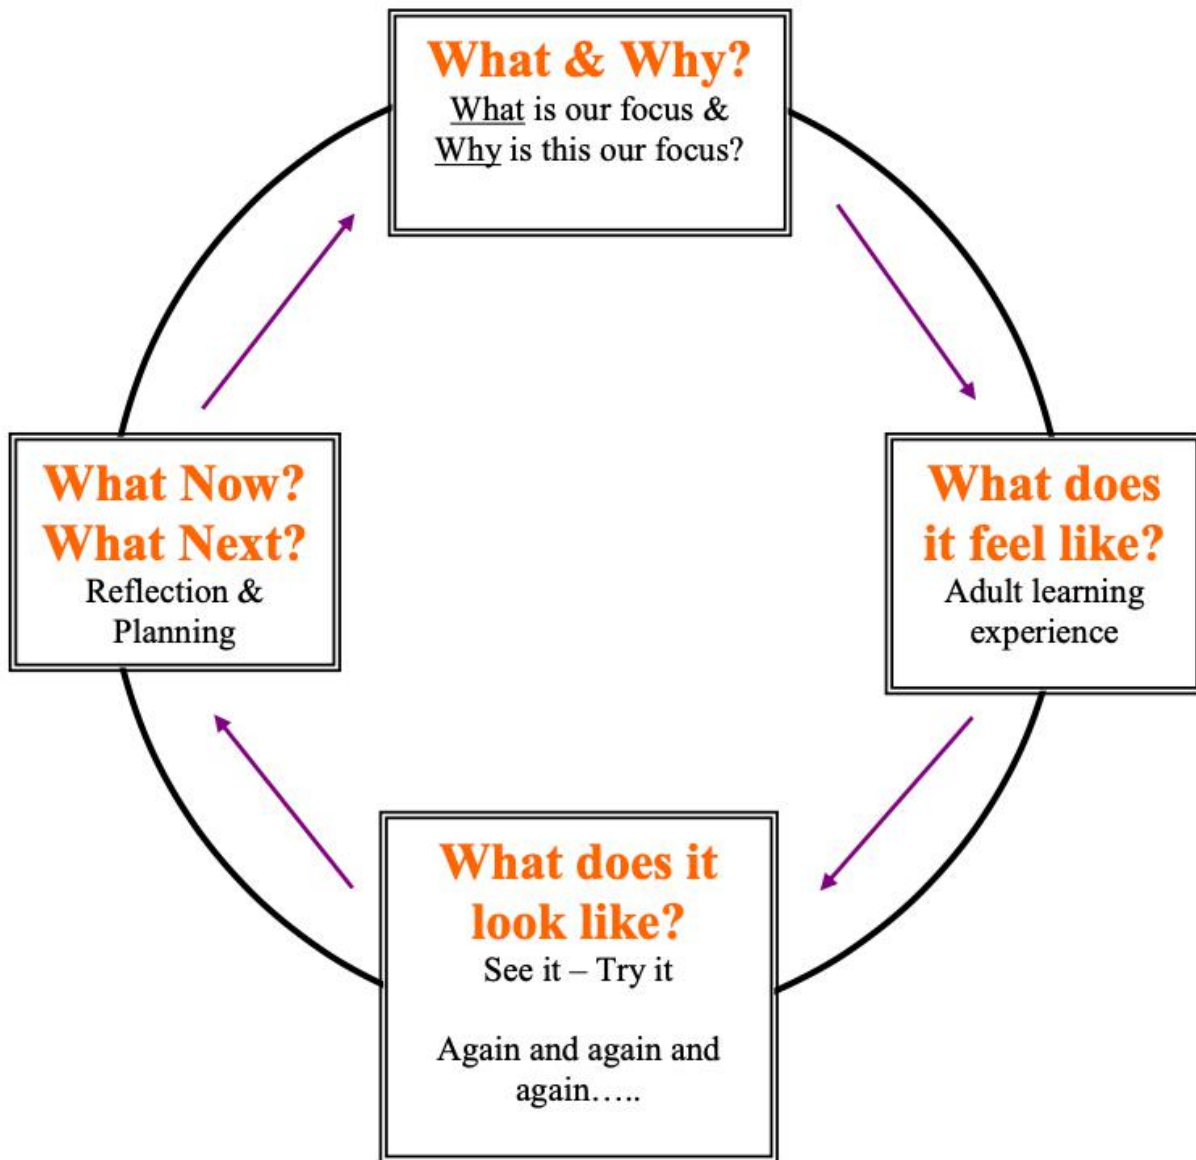 What & Why?
What is our focus &
Why is this our focus?
What does
it feel like?
Adult learning
experience
What does it
look like?
See it – Try it
Again and again and
again…..
What Now?
What Next?
Reflection &
Planning